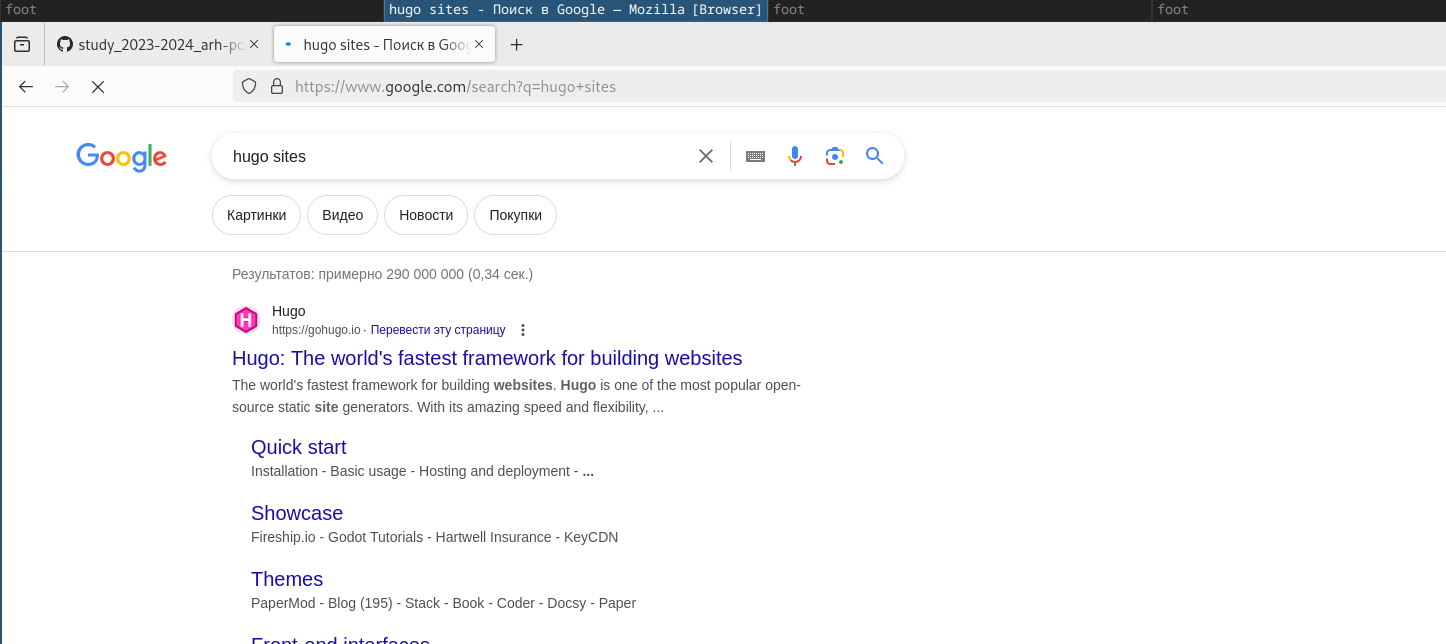 foot hugo sites - Поиск в Google — Mozilla [Browser] foot foot
study_2023-2024_arh-pc hugo sites - Поиск в Goo
https://www.google.com/search?q=hugo+sites
Google hugo sites
Картинки Видео Новости Покупки
Результатов: примерно 290 000 000 (0,34 сек.)
Hugo
https://gohugo.io · Перевести эту страницу
Hugo: The world's fastest framework for building websites
The world's fastest framework for building websites. Hugo is one of the most popular open-
source static site generators. With its amazing speed and flexibility, ...
Quick start
Installation - Basic usage - Hosting and deployment - ...
Showcase
Fireship.io - Godot Tutorials - Hartwell Insurance - KeyCDN
Themes
PaperMod - Blog (195) - Stack - Book - Coder - Docsy - Paper
Front-end interfaces